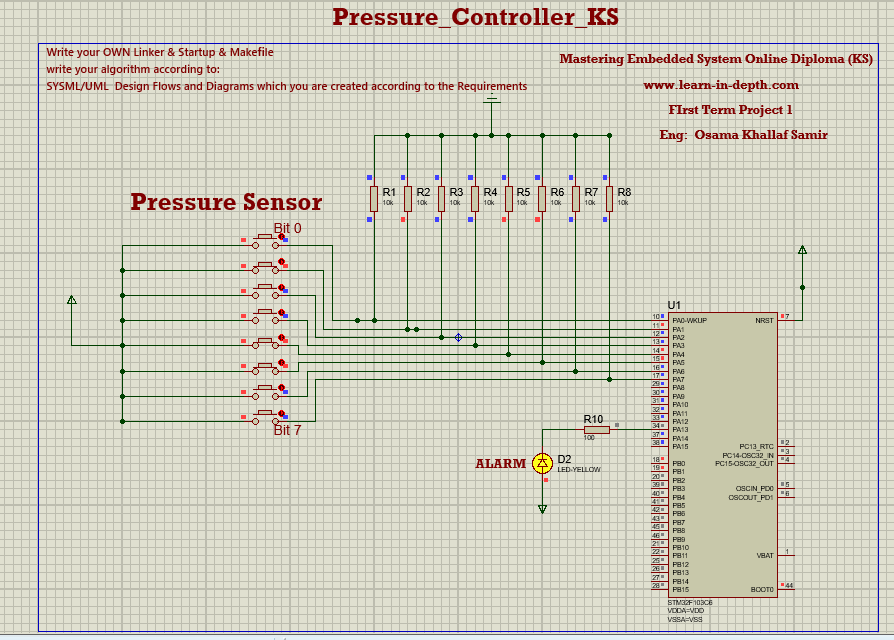 Pressure_Controller_KS
Write your OWN Linker & Startup & Makefile
write your algorithm according to:
SYSML/UML Design Flows and Diagrams which you are created according to the Requirements
Mastering Embedded System Online Diploma (KS)
www.learn-in-depth.com
FIrst Term Project 1
Eng: Osama Khallaf Samir
Pressure Sensor
Bit 0
Bit 7
R1
10k
R2
10k
R3
10k
R4
10k
R5
10k
R6
10k
R7
10k
R8
10k
R10
100
ALARM
D2
LED-YELLOW
U1
10 PA0-WKUP
11 PA1
12 PA2
13 PA3
14 PA4
15 PA5
16 PA6
17 PA7
29 PA8
30 PA9
31 PA10
32 PA11
33 PA12
34 PA13
37 PA14
38 PA15
18 PB0
19 PB1
20 PB2
39 PB3
40 PB4
41 PB5
42 PB6
43 PB7
45 PB8
46 PB9
21 PB10
22 PB11
25 PB12
26 PB13
27 PB14
28 PB15
NRST 7
PC13_RTC 2
PC14-OSC32_IN 3
PC15-OSC32_OUT 4
OSCIN_PD0 5
OSCOUT_PD1 6
VBAT 1
BOOT0 44
STM32F103C6
VDDA=VDD
VSSA=VSS